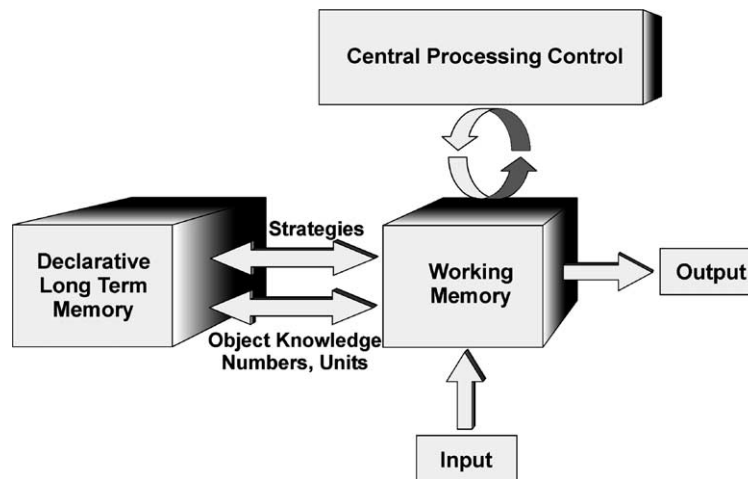 Central Processing Control
Strategies
Declarative
Long Term
Memory
Working
Memory
Output
Object Knowledge
Numbers, Units
Input